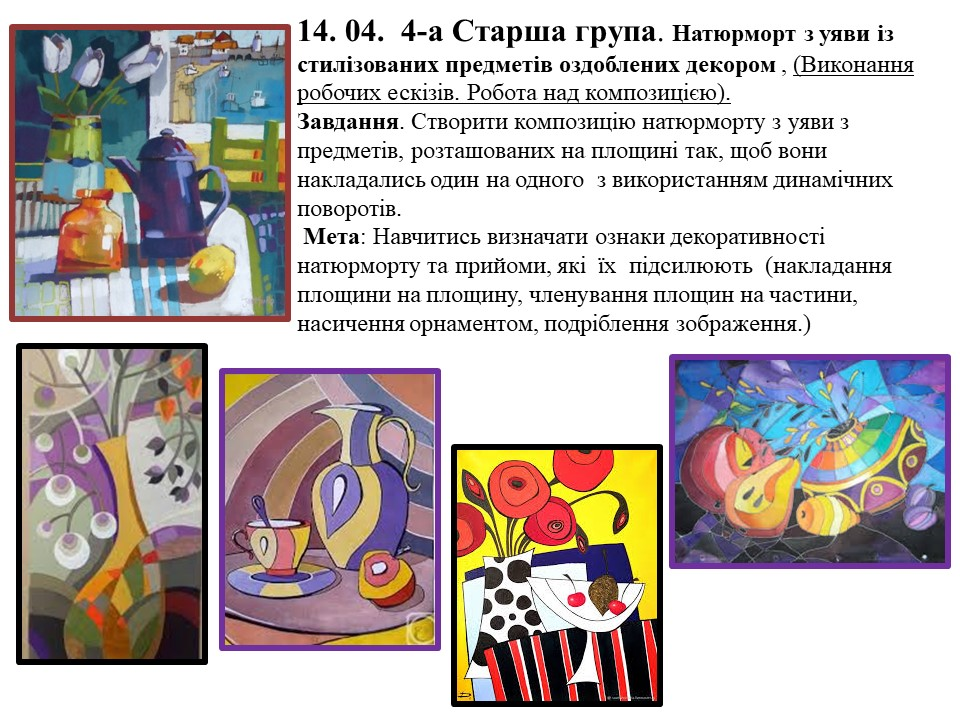 14. 04. 4-а Старша група. Натюрморт з уяви із
стилізованих предметів оздоблених декором , (Виконання
робочих ескізів. Робота над композицією).
Завдання. Створити композицію натюрморту з уяви з
предметів, розташованих на площині так, щоб вони
накладались один на одного з використанням динамічних
поворотів.
Мета: Навчитись визначати ознаки декоративності
натюрморту та прийоми, які їх підсилюють (накладання
площини на площину, членування площин на частини,
насичення орнаментом, подріблення зображення.)